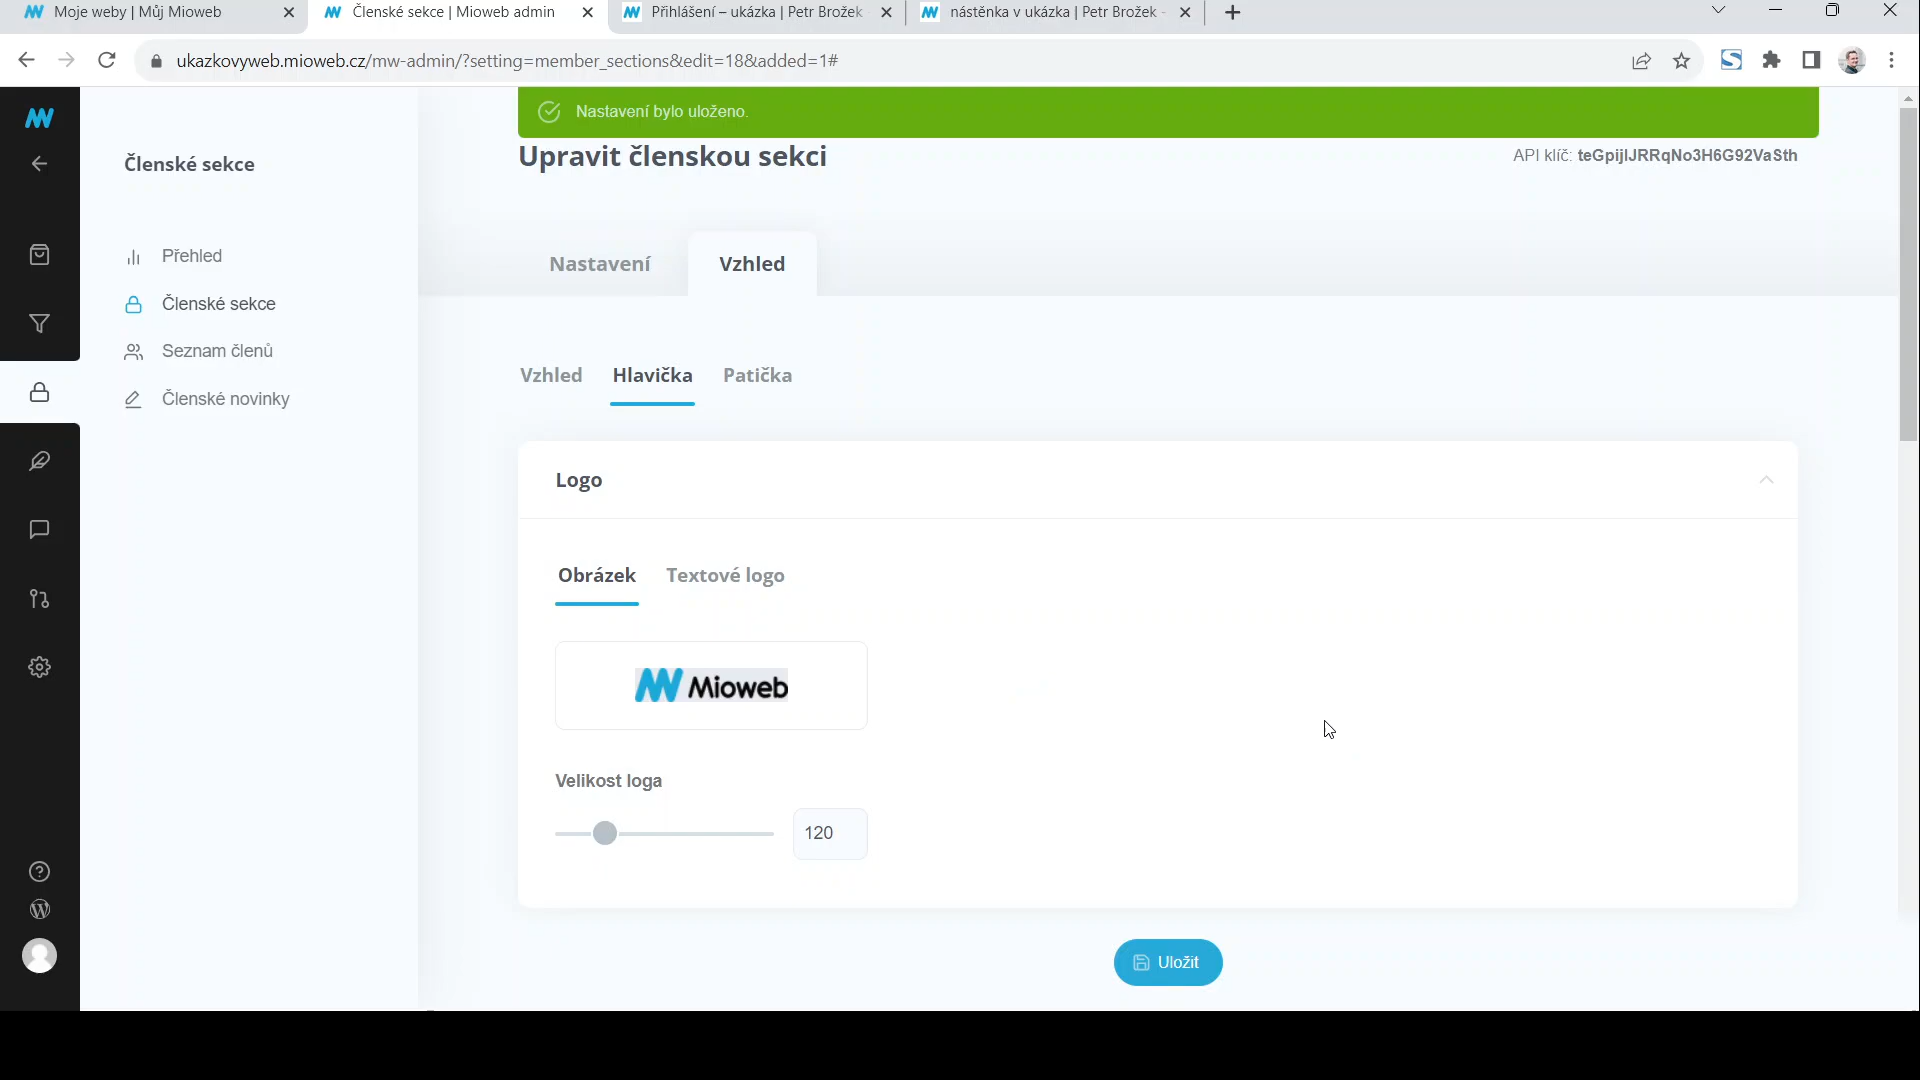 Moje weby | Můj Mioweb
Členské sekce | Mioweb admin
Přihlášení – ukázka | Petr Brožek
nástěnka v ukázka | Petr Brožek -
ukazkovyweb.mioweb.cz/mw-admin/?setting=member_sections&edit=18&added=1#
Nastavení bylo uloženo.
Členské sekce
Upravit členskou sekci
API klíč: teGpijlJRRqNo3H6G92VaSth
Přehled
Členské sekce
Seznam členů
Členské novinky
Nastavení
Vzhled
Vzhled
Hlavička
Patička
Logo
Obrázek
Textové logo
Mioweb
Velikost loga
120
Uložit